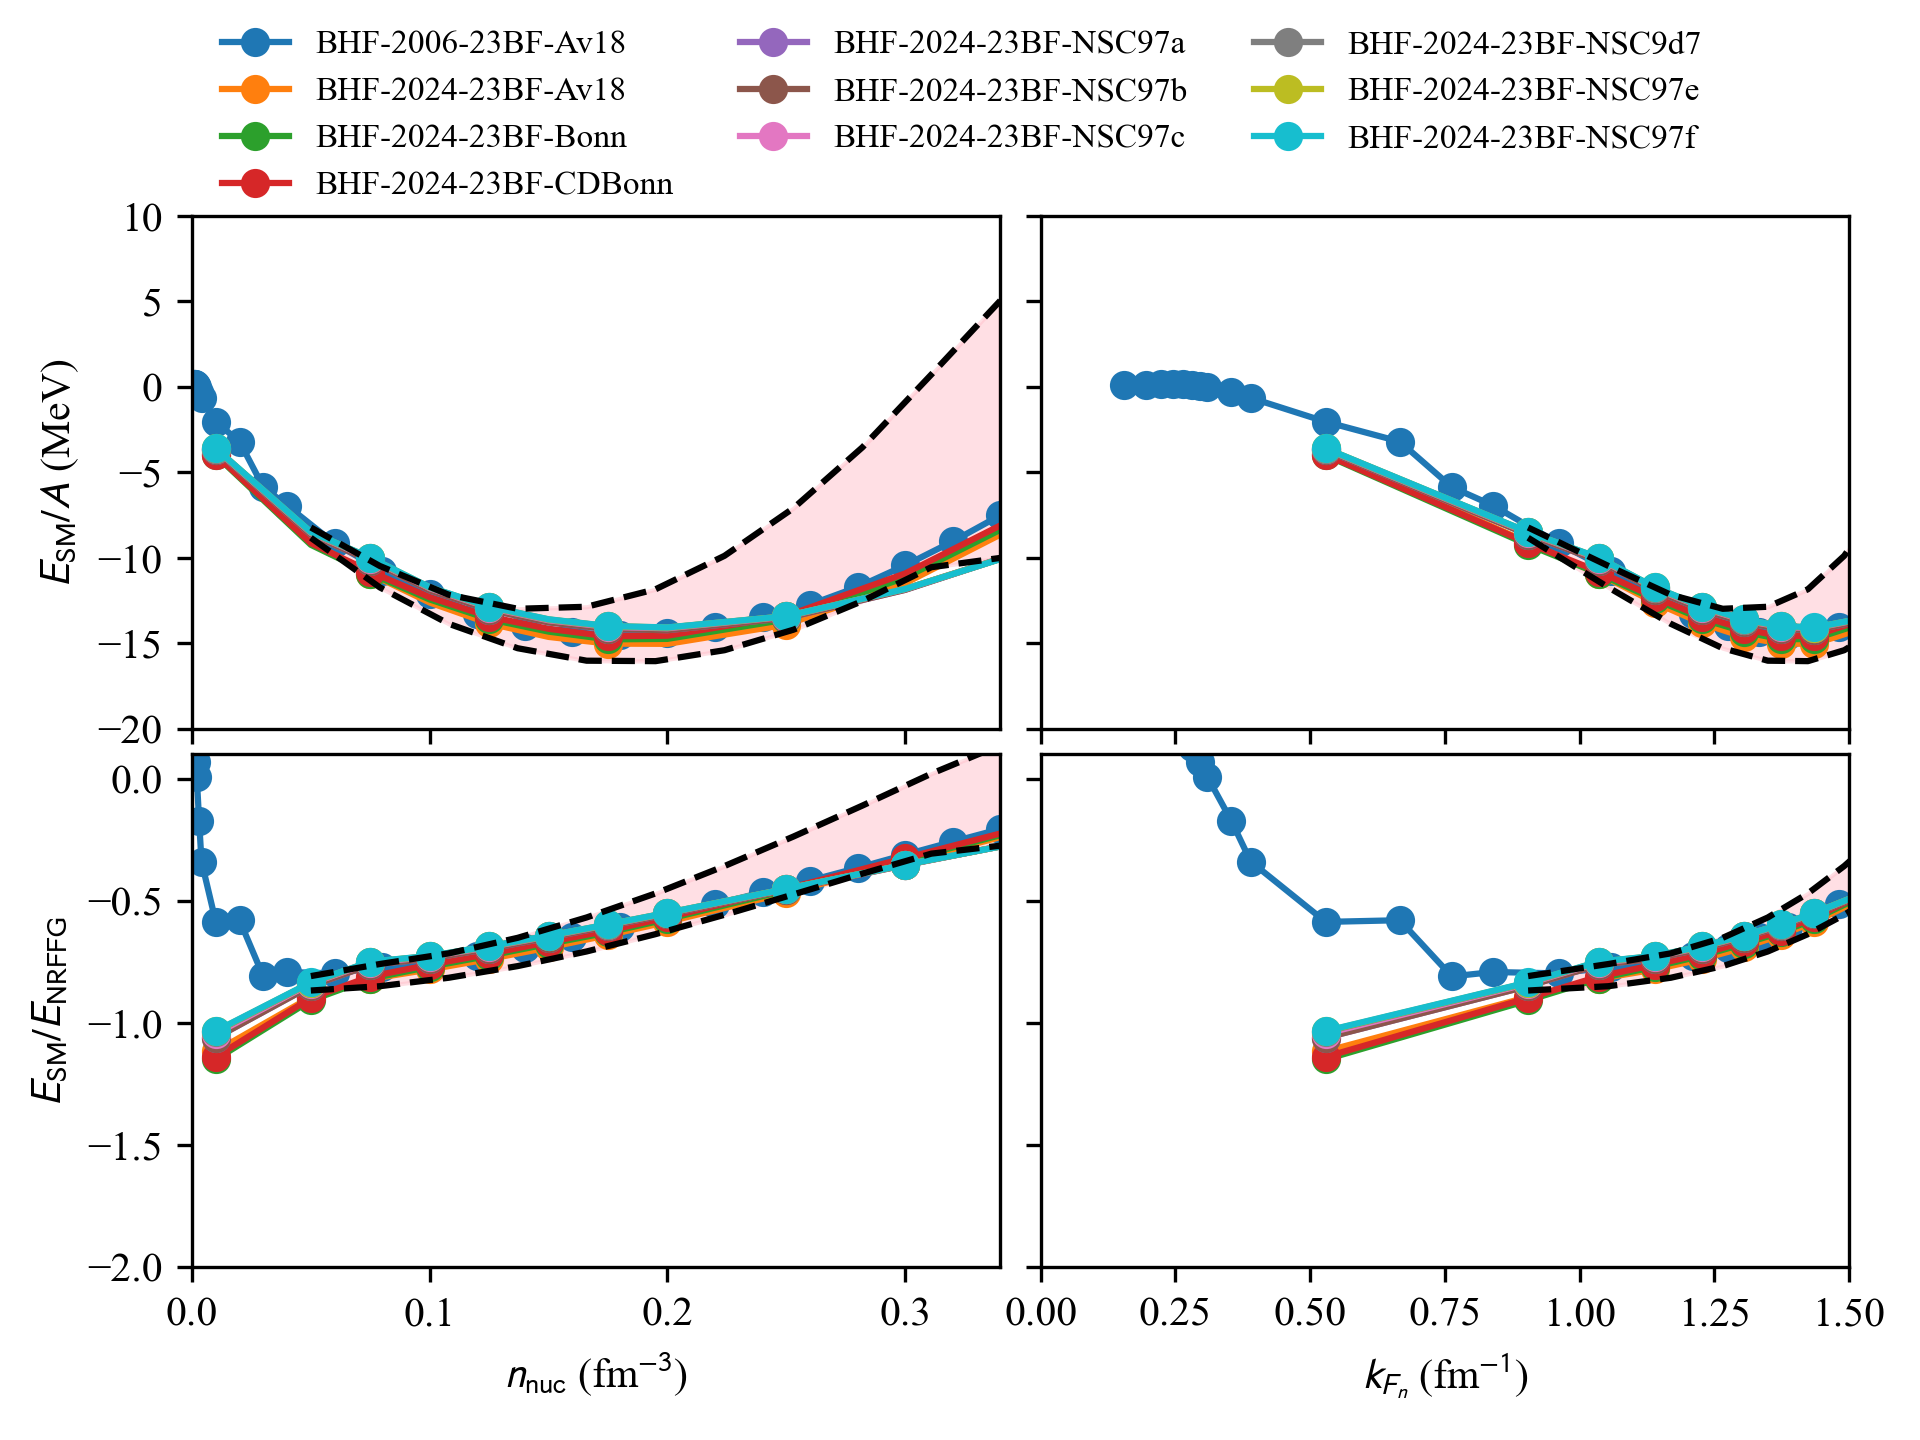 BHF-2006-23BF-Av18
BHF-2024-23BF-Av18
BHF-2024-23BF-Bonn
BHF-2024-23BF-CDBonn
BHF-2024-23BF-NSC97a
BHF-2024-23BF-NSC97b
BHF-2024-23BF-NSC97c
BHF-2024-23BF-NSC9d7
BHF-2024-23BF-NSC97e
BHF-2024-23BF-NSC97f
10
5
0
−5
−10
−15
−20
E_SM/A (MeV)
0.0
−0.5
−1.0
−1.5
−2.0
E_SM/E_NRFFG
0.0 0.1 0.2 0.3
n_nuc (fm⁻³)
0.00 0.25 0.50 0.75 1.00 1.25 1.50
k_{F_n} (fm⁻¹)